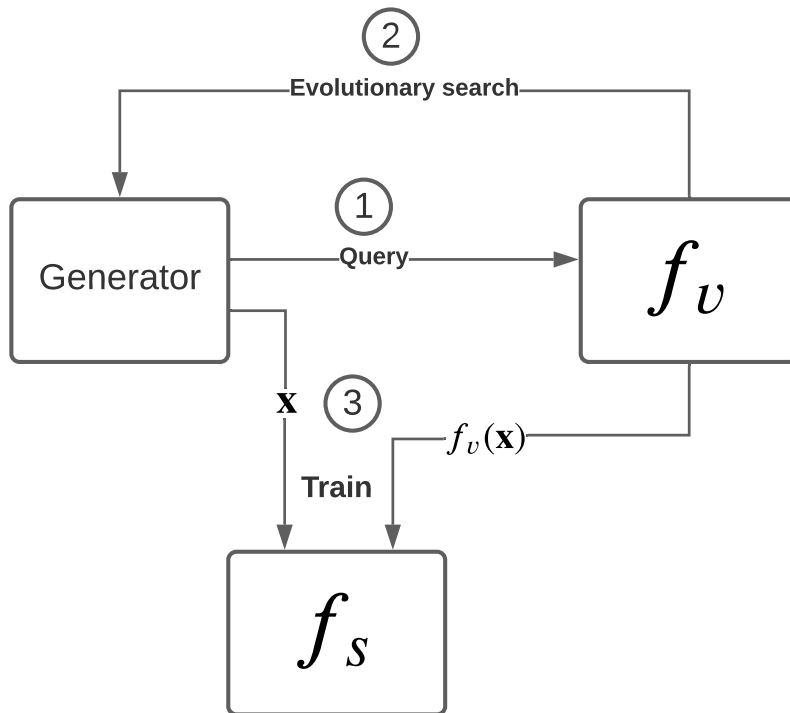 2
Evolutionary search
1
Query
Generator
f_v
x
3
f_v(x)
Train
f_s